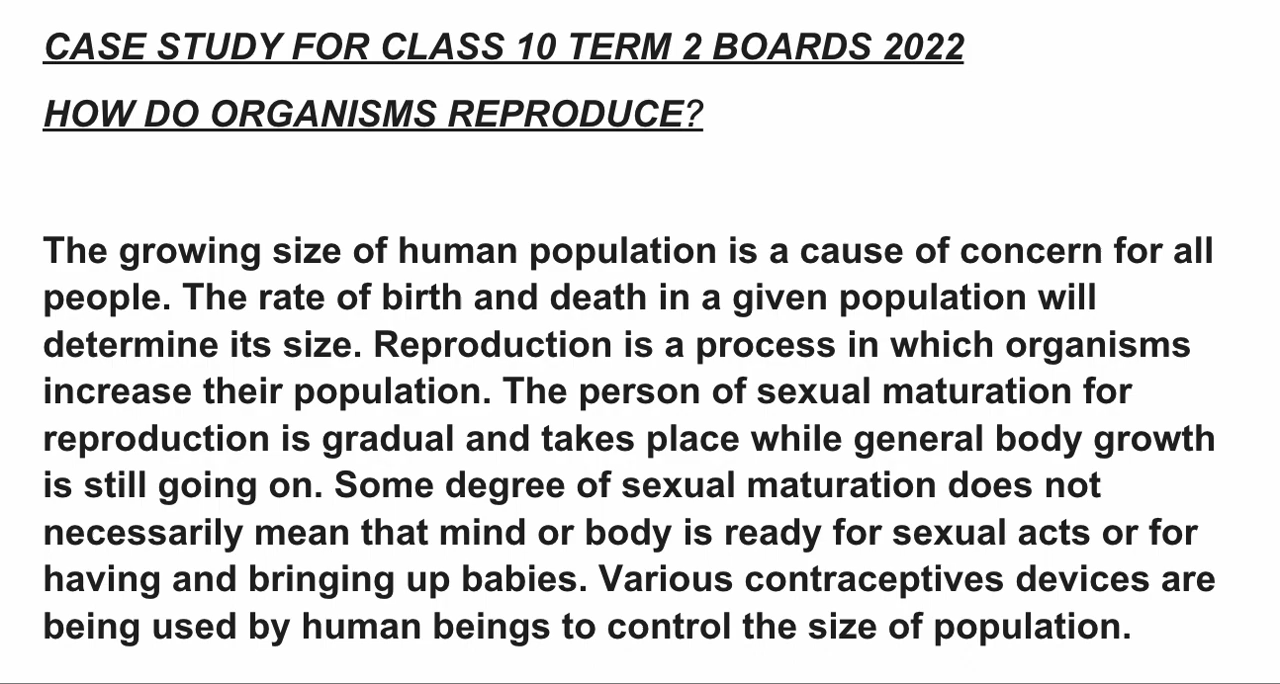 CASE STUDY FOR CLASS 10 TERM 2 BOARDS 2022
HOW DO ORGANISMS REPRODUCE?
The growing size of human population is a cause of concern for all
people. The rate of birth and death in a given population will
determine its size. Reproduction is a process in which organisms
increase their population. The person of sexual maturation for
reproduction is gradual and takes place while general body growth
is still going on. Some degree of sexual maturation does not
necessarily mean that mind or body is ready for sexual acts or for
having and bringing up babies. Various contraceptives devices are
being used by human beings to control the size of population.